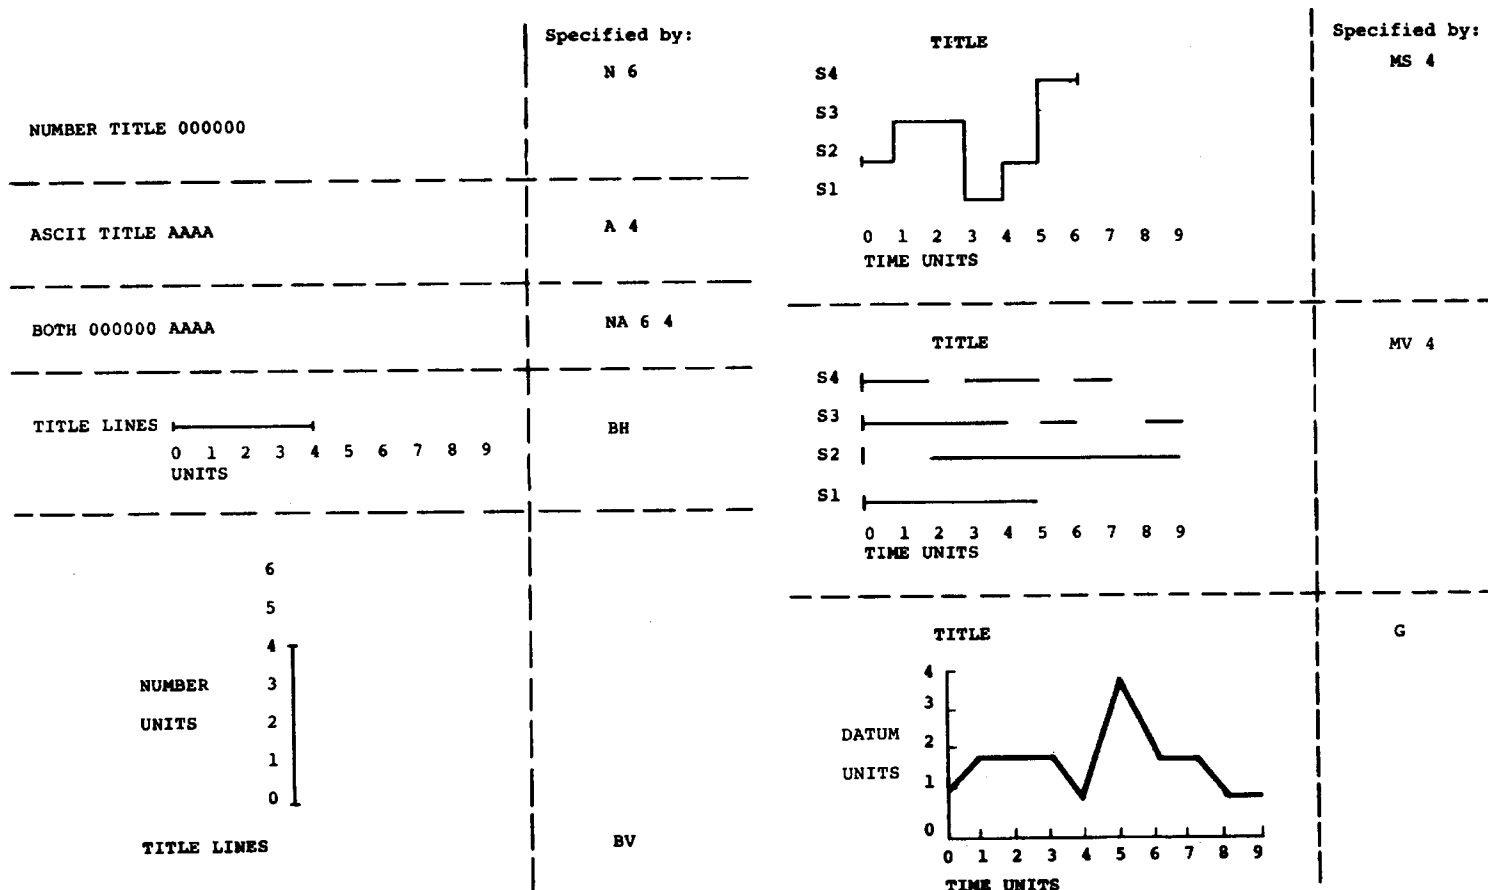 Specified by:
N 6
NUMBER TITLE 000000
ASCII TITLE AAAA
A 4
BOTH 000000 AAAA
NA 6 4
TITLE LINES
0 1 2 3 4 5 6 7 8 9
UNITS
BH
6
5
4
NUMBER 3
UNITS 2
1
0
TITLE LINES
BV
Specified by:
TITLE
MS 4
S4
S3
S2
S1
0 1 2 3 4 5 6 7 8 9
TIME UNITS
TITLE
MV 4
S4
S3
S2
S1
0 1 2 3 4 5 6 7 8 9
TIME UNITS
TITLE
G
4
3
DATUM 2
UNITS 1
0
0 1 2 3 4 5 6 7 8 9
TIME UNITS